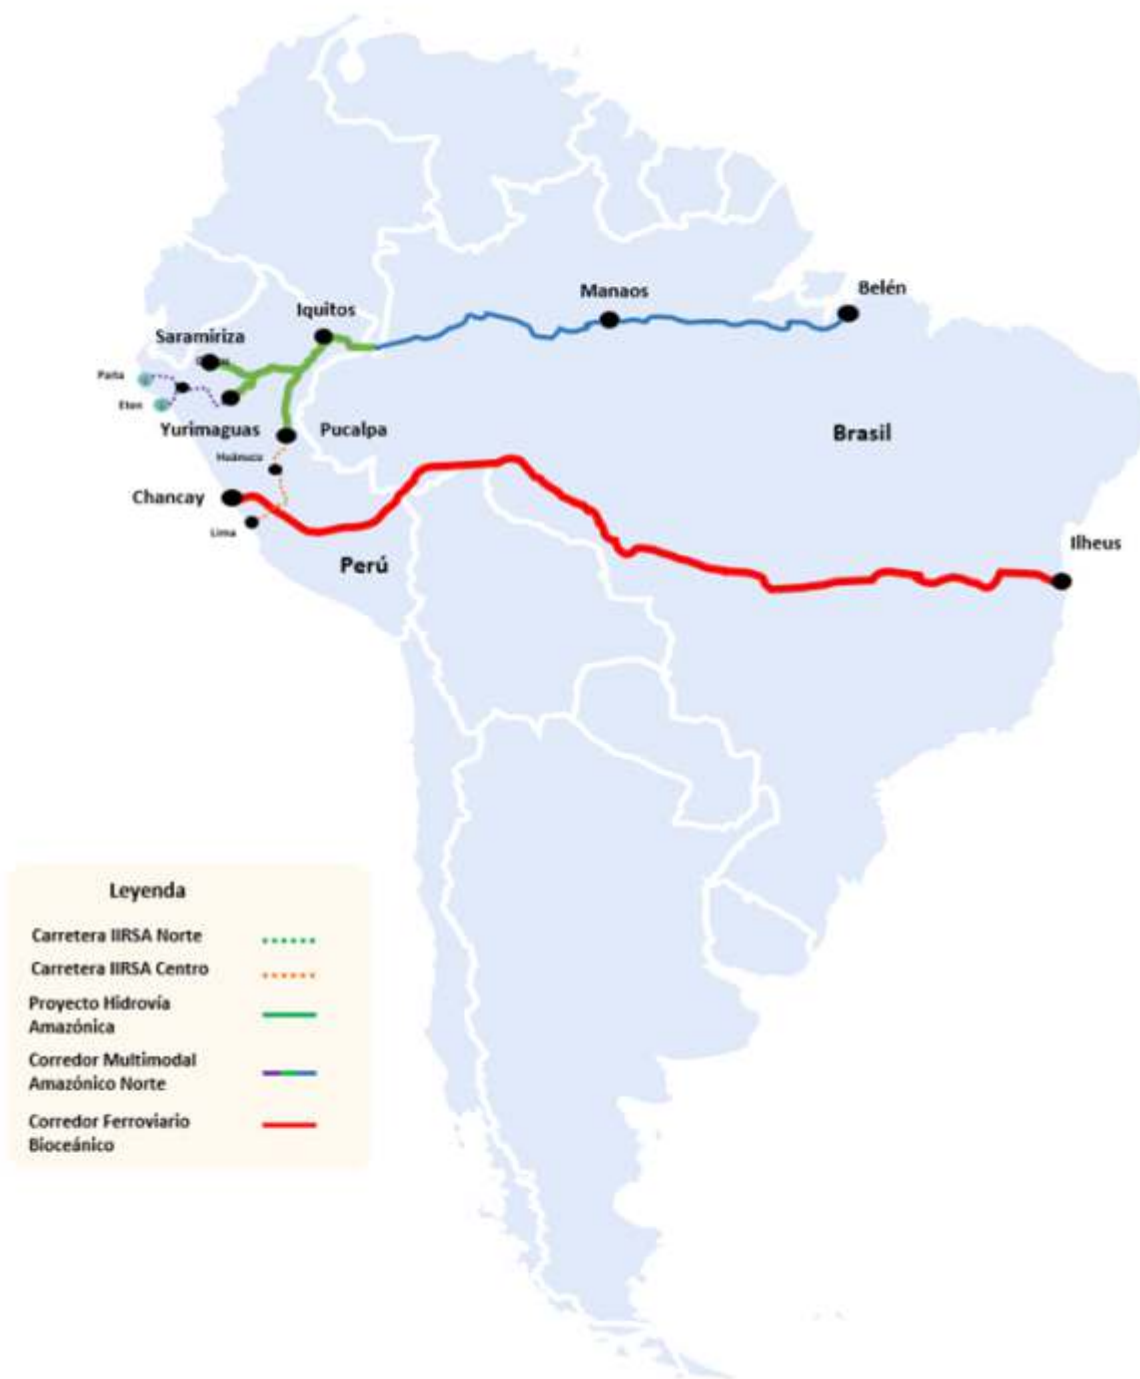 Manaos
Belén
Iquitos
Saramiriza
Paita
Eten
Yurimaguas
Pucalpa
Brasil
Huánuco
Chancay
Lima
Ilheus
Perú
Leyenda
Carretera IIRSA Norte
Carretera IIRSA Centro
Proyecto Hidrovía
Amazónica
Corredor Multimodal
Amazónico Norte
Corredor Ferroviario
Bioceánico